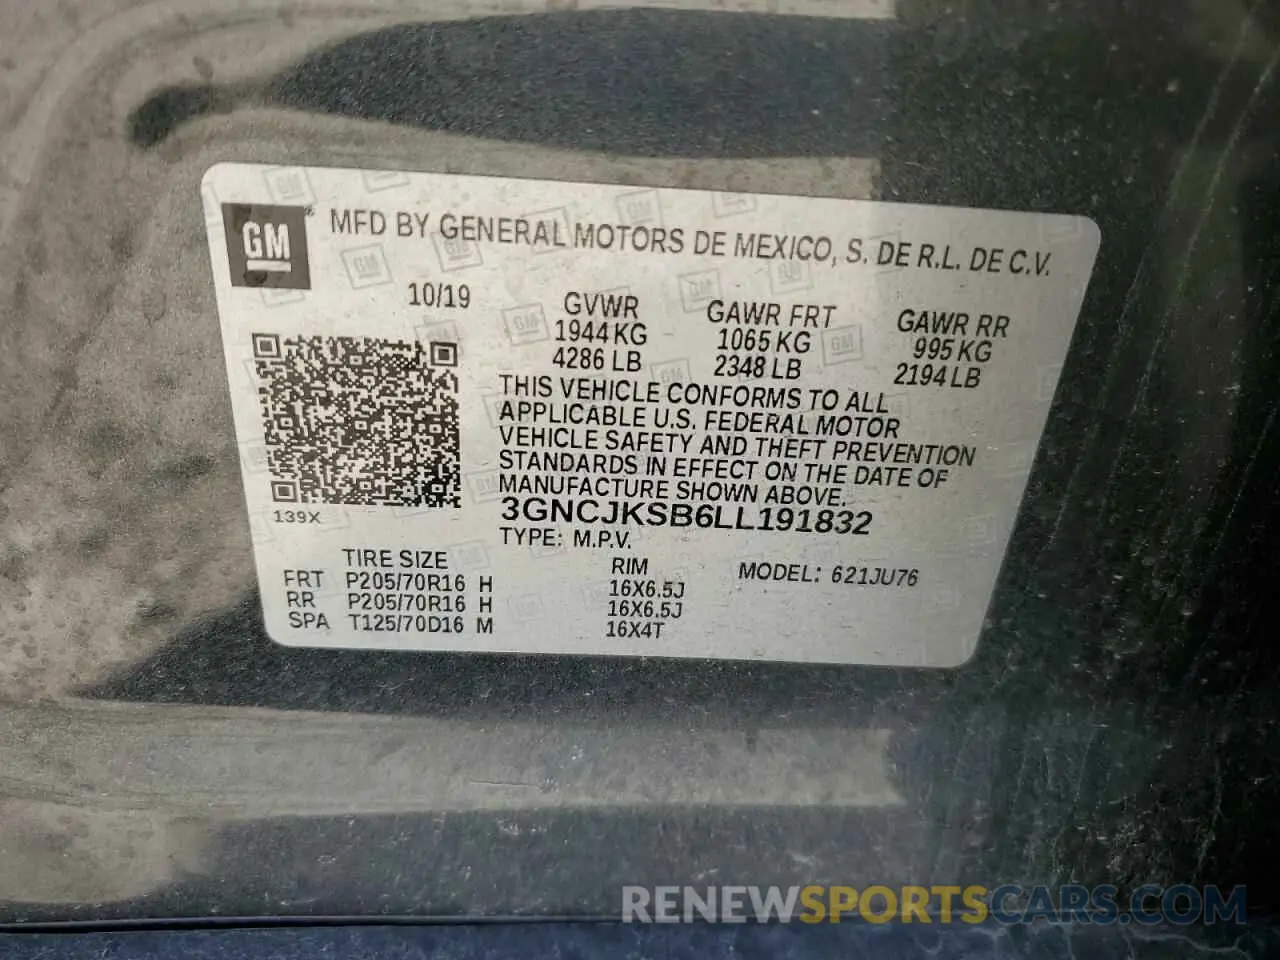 GM ® MFD BY GENERAL MOTORS DE MEXICO, S. DE R.L. DE C.V.
10/19 GVWR GAWR FRT GAWR RR
1944 KG 1065 KG 995 KG
4286 LB 2348 LB 2194 LB
THIS VEHICLE CONFORMS TO ALL
APPLICABLE U.S. FEDERAL MOTOR
VEHICLE SAFETY AND THEFT PREVENTION
STANDARDS IN EFFECT ON THE DATE OF
MANUFACTURE SHOWN ABOVE.
139X 3GNCJKSB6LL191832
TYPE: M.P.V.
TIRE SIZE RIM MODEL: 621JU76
FRT P205/70R16 H 16X6.5J
RR P205/70R16 H 16X6.5J
SPA T125/70D16 M 16X4T
RENEWSPORTSCARS.COM